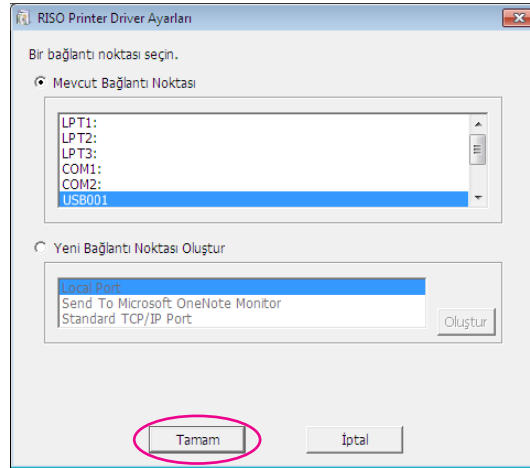 RISO Printer Driver Ayarları
Bir bağlantı noktası seçin.
Mevcut Bağlantı Noktası
LPT1:
LPT2:
LPT3:
COM1:
COM2:
USB001
Yeni Bağlantı Noktası Oluştur
Local Port
Send To Microsoft OneNote Monitor
Standard TCP/IP Port
Oluştur
Tamam İptal